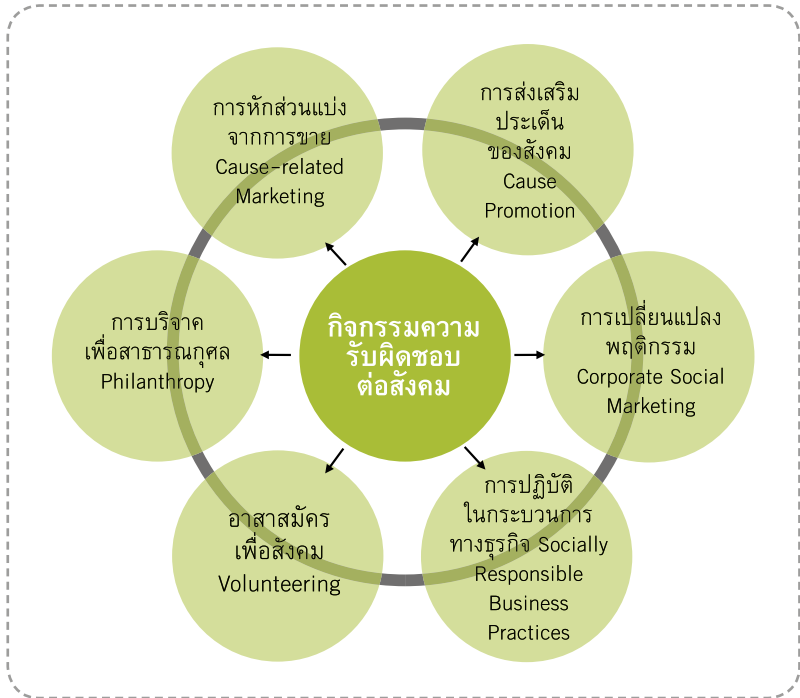 การหักส่วนแบ่ง
จากการขาย
Cause-related
Marketing
การส่งเสริม
ประเด็น
ของสังคม
Cause
Promotion
การบริจาค
เพื่อสาธารณกุศล
Philanthropy
กิจกรรมความ
รับผิดชอบ
ต่อสังคม
การเปลี่ยนแปลง
พฤติกรรม
Corporate Social
Marketing
อาสาสมัคร
เพื่อสังคม
Volunteering
การปฏิบัติ
ในกระบวนการ
ทางธุรกิจ Socially
Responsible
Business
Practices